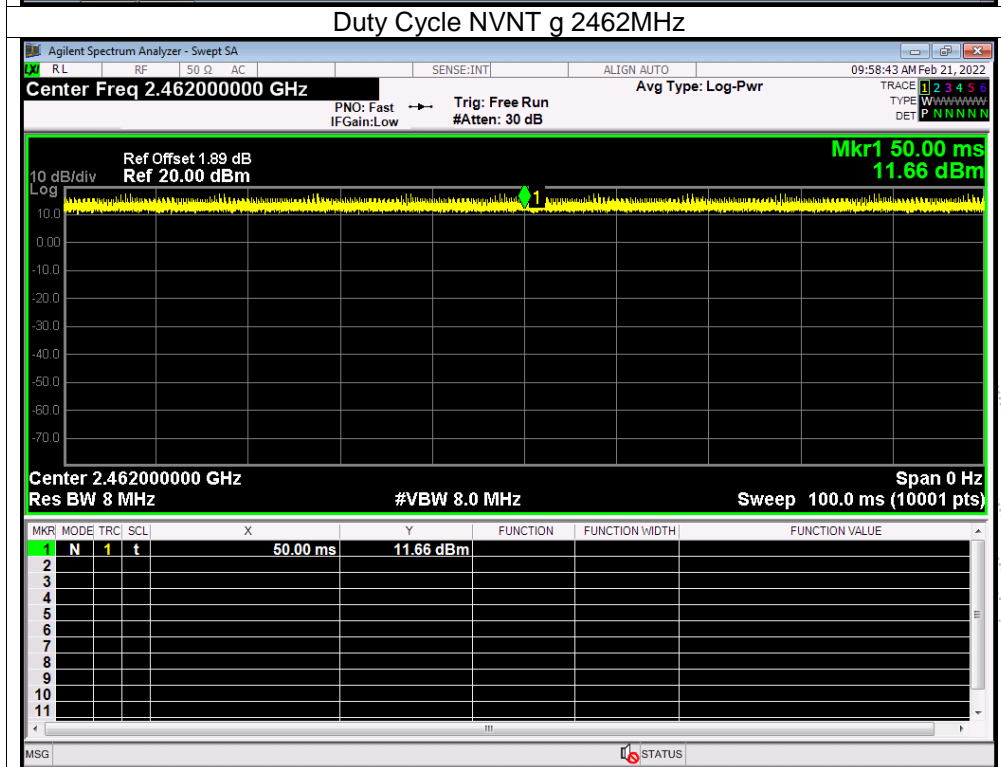 Duty Cycle NVNT g 2462MHz
Agilent Spectrum Analyzer - Swept SA
LXI RL RF 50 Ω AC SENSE:INT ALIGN AUTO 09:58:43 AM Feb 21, 2022
Center Freq 2.462000000 GHz Avg Type: Log-Pwr TRACE 1 2 3 4 5 6
PNO: Fast Trig: Free Run TYPE WWWWWW
IFGain:Low #Atten: 30 dB DET P N N N N N
Mkr1 50.00 ms
Ref Offset 1.89 dB
10 dB/div Ref 20.00 dBm 11.66 dBm
Log
1
10.0
0.00
-10.0
-20.0
-30.0
-40.0
-50.0
-60.0
-70.0
Center 2.462000000 GHz Span 0 Hz
Res BW 8 MHz #VBW 8.0 MHz Sweep 100.0 ms (10001 pts)
MKR MODE TRC SCL X Y FUNCTION FUNCTION WIDTH FUNCTION VALUE
1 N 1 t 50.00 ms 11.66 dBm
2
3
4
5
6
7
8
9
10
11
MSG STATUS